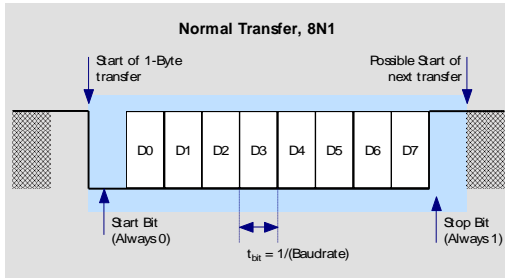 Normal Transfer, 8N1
Start of 1-Byte
transfer
Possible Start of
next transfer
D0 D1 D2 D3 D4 D5 D6 D7
Start Bit
(Always 0)
Stop Bit
(Always 1)
tbit = 1/(Baudrate)